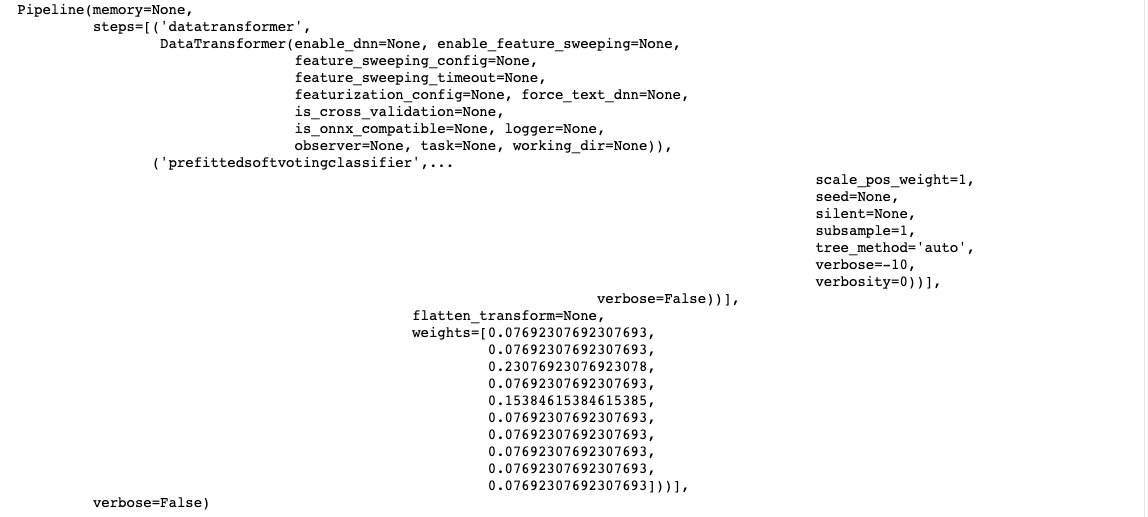 Pipeline(memory=None,
steps=[('datatransformer',
DataTransformer(enable_dnn=None, enable_feature_sweeping=None,
feature_sweeping_config=None,
feature_sweeping_timeout=None,
featurization_config=None, force_text_dnn=None,
is_cross_validation=None,
is_onnx_compatible=None, logger=None,
observer=None, task=None, working_dir=None)),
('prefittedsoftvotingclassifier',...
scale_pos_weight=1,
seed=None,
silent=None,
subsample=1,
tree_method='auto',
verbose=-10,
verbosity=0))],
verbose=False))],
flatten_transform=None,
weights=[0.07692307692307693,
0.07692307692307693,
0.23076923076923078,
0.07692307692307693,
0.15384615384615385,
0.07692307692307693,
0.07692307692307693,
0.07692307692307693,
0.07692307692307693,
0.07692307692307693]))],
verbose=False)